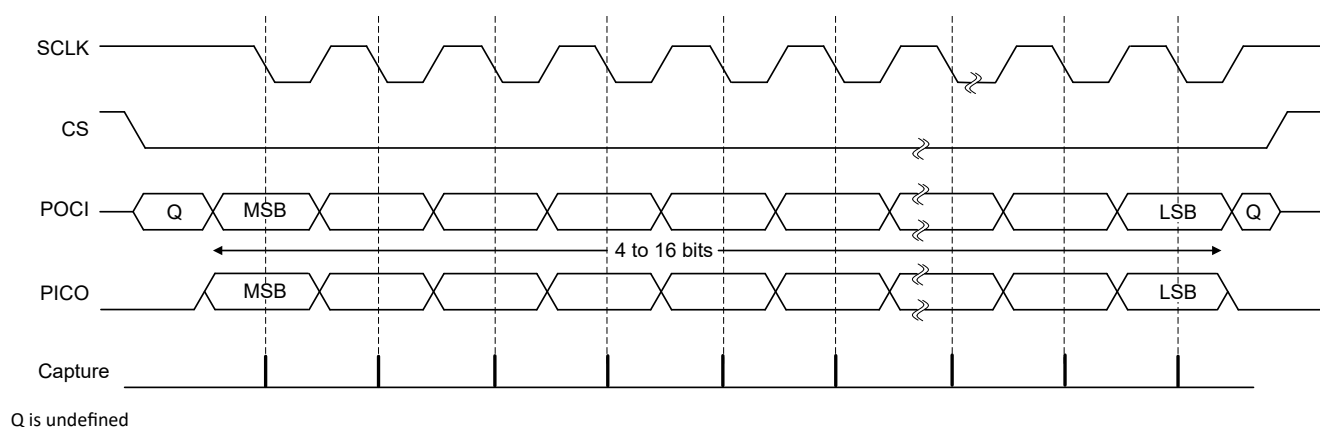 SCLK
CS
POCI
Q
MSB
LSB
Q
4 to 16 bits
PICO
MSB
LSB
Capture
Q is undefined